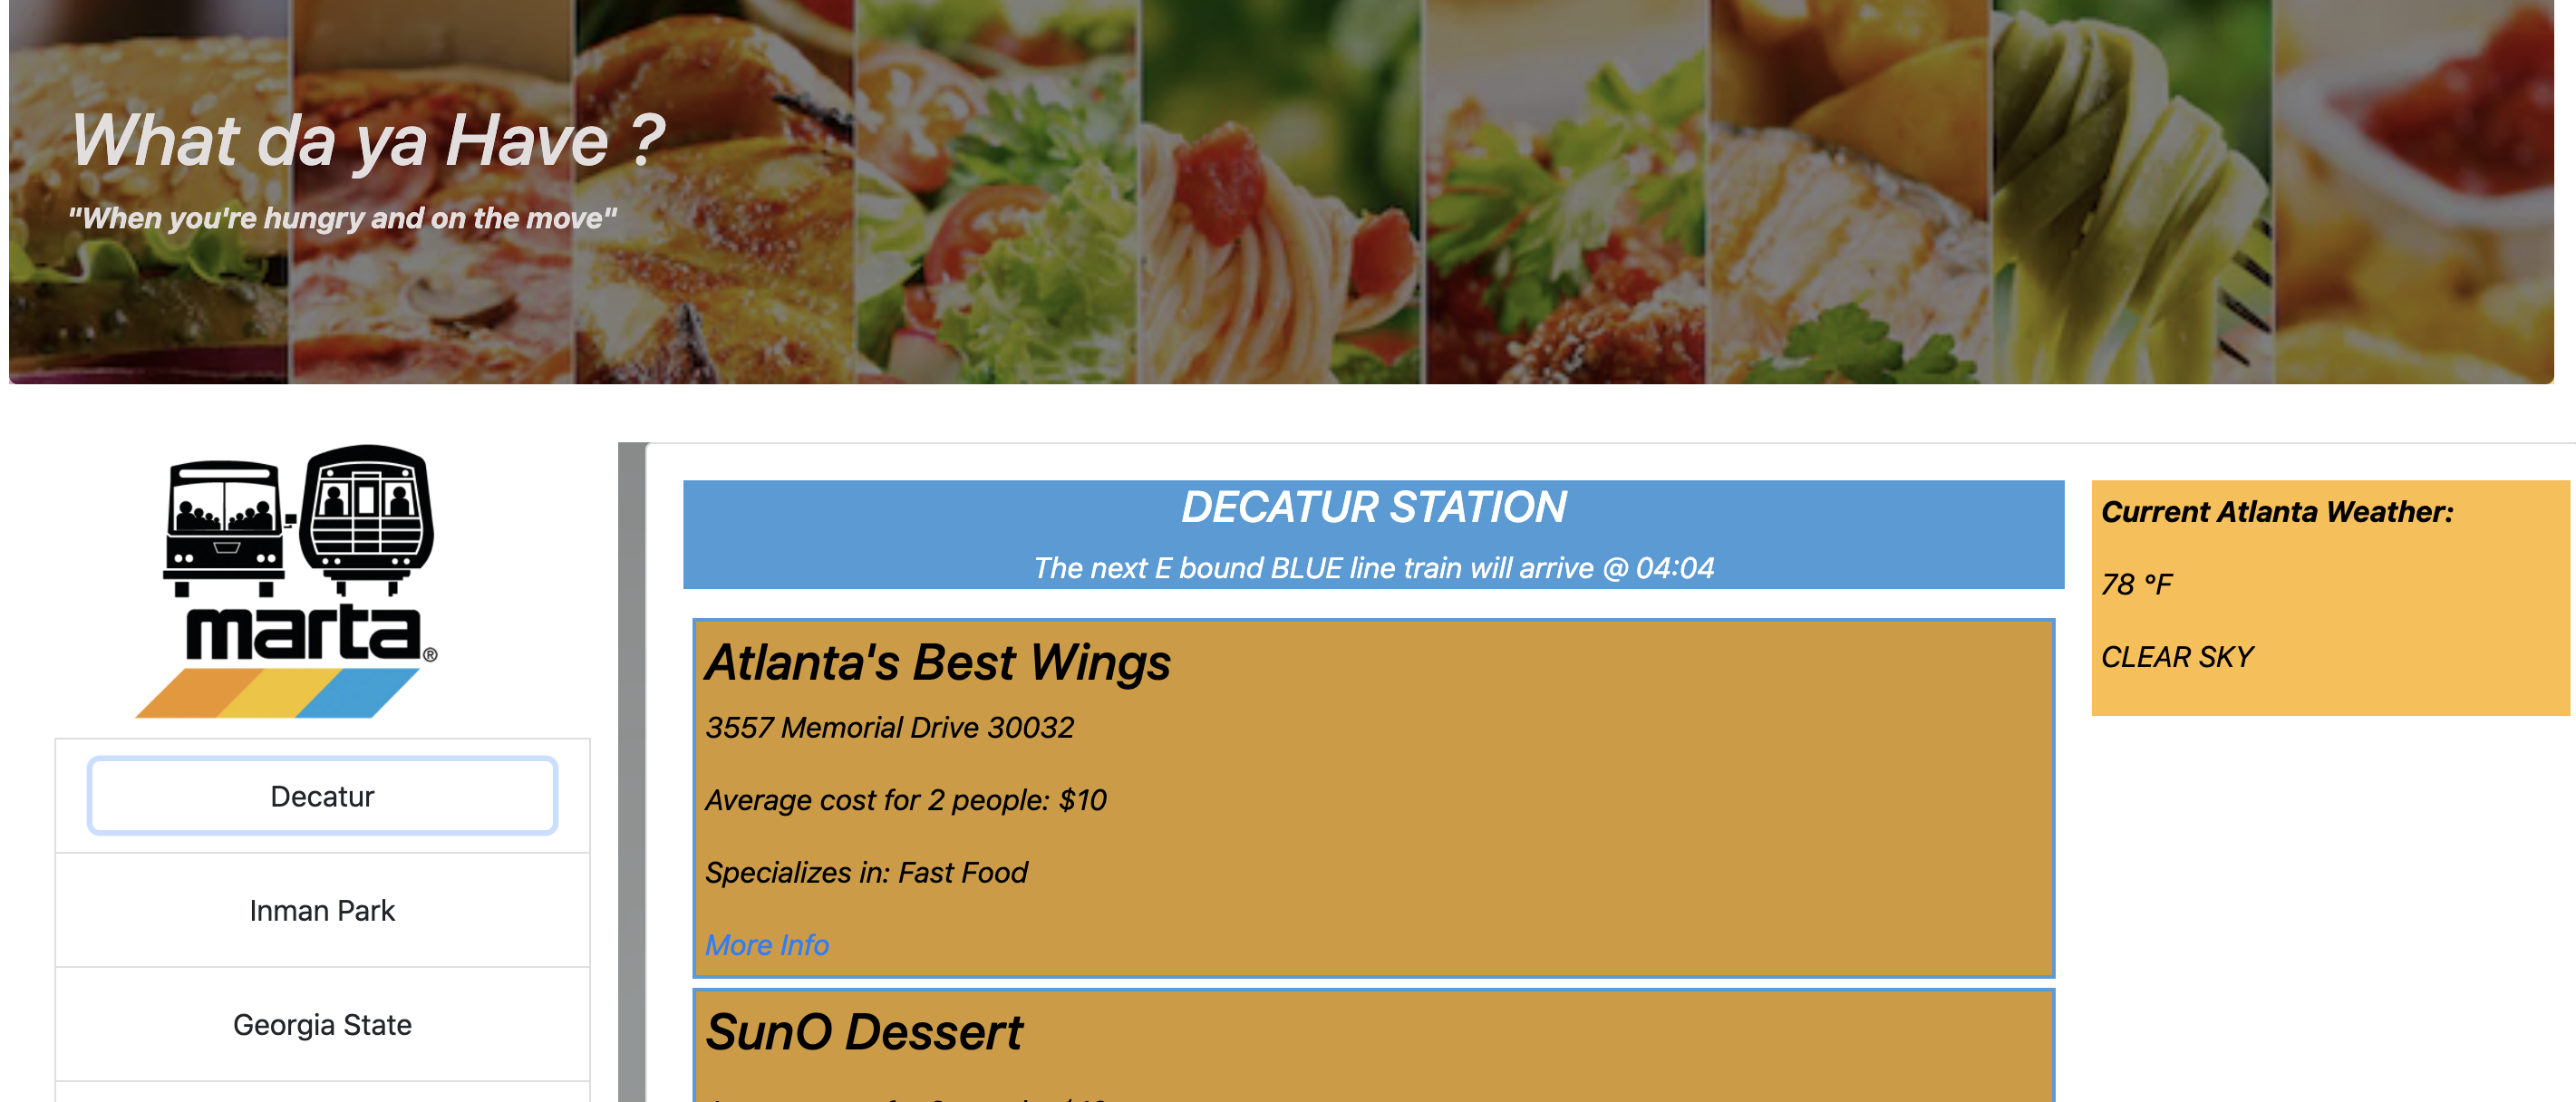 What da ya Have ?
"When you're hungry and on the move"
marta®
Decatur
Inman Park
Georgia State
DECATUR STATION
The next E bound BLUE line train will arrive @ 04:04
Atlanta's Best Wings
3557 Memorial Drive 30032
Average cost for 2 people: $10
Specializes in: Fast Food
More Info
SunO Dessert
Current Atlanta Weather:
78 °F
CLEAR SKY